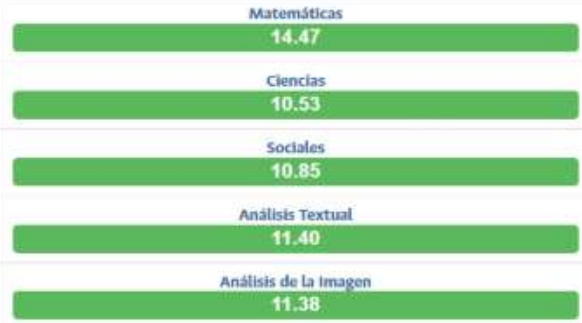 Matemáticas
14.47
Ciencias
10.53
Sociales
10.85
Análisis Textual
11.40
Análisis de la Imagen
11.38